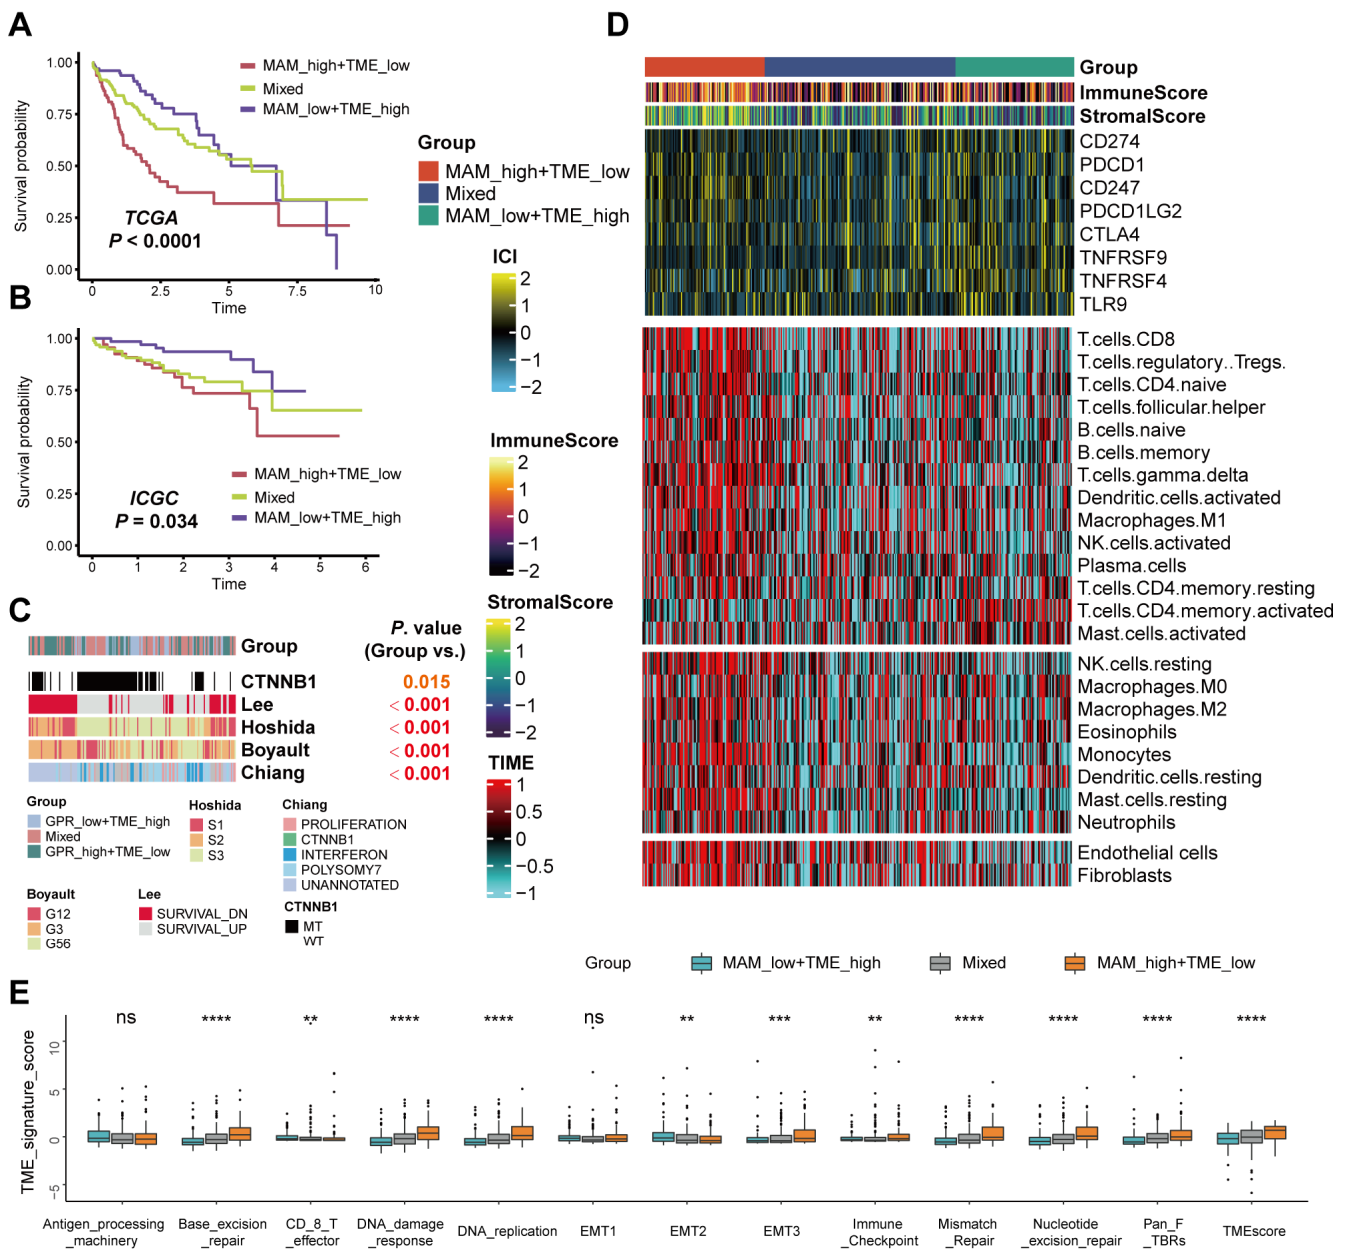 A
1.00
0.75
0.50
0.25
0.00
Survival probability
MAM_high+TME_low
Mixed
MAM_low+TME_high
TCGA
P < 0.0001
0
2.5
5
7.5
10
Time
B
1.00
0.75
0.50
0.25
0.00
Survival probability
MAM_high+TME_low
Mixed
MAM_low+TME_high
ICGC
P = 0.034
0
1
2
3
4
5
6
Time
Group
MAM_high+TME_low
Mixed
MAM_low+TME_high
ICI
2
1
0
−1
−2
ImmuneScore
2
1
0
−1
−2
StromalScore
2
1
0
−1
−2
TIME
1
0.5
0
−0.5
−1
C
P. value
(Group vs.)
Group
CTNNB1
0.015
Lee
< 0.001
Hoshida
< 0.001
Boyault
< 0.001
Chiang
< 0.001
Group
GPR_low+TME_high
Mixed
GPR_high+TME_low
Hoshida
S1
S2
S3
Chiang
PROLIFERATION
CTNNB1
INTERFERON
POLYSOMY7
UNANNOTATED
Boyault
G12
G3
G56
Lee
SURVIVAL_DN
SURVIVAL_UP
CTNNB1
MT
WT
D
Group
ImmuneScore
StromalScore
CD274
PDCD1
CD247
PDCD1LG2
CTLA4
TNFRSF9
TNFRSF4
TLR9
T.cells.CD8
T.cells.regulatory..Tregs.
T.cells.CD4.naive
T.cells.follicular.helper
B.cells.naive
B.cells.memory
T.cells.gamma.delta
Dendritic.cells.activated
Macrophages.M1
NK.cells.activated
Plasma.cells
T.cells.CD4.memory.resting
T.cells.CD4.memory.activated
Mast.cells.activated
NK.cells.resting
Macrophages.M0
Macrophages.M2
Eosinophils
Monocytes
Dendritic.cells.resting
Mast.cells.resting
Neutrophils
Endothelial cells
Fibroblasts
E
Group
MAM_low+TME_high
Mixed
MAM_high+TME_low
TME_signature_score
10
5
0
−5
ns
****
**
****
****
ns
**
***
**
****
****
****
****
Antigen_processing
_machinery
Base_excision
_repair
CD_8_T
_effector
DNA_damage
_response
DNA_replication
EMT1
EMT2
EMT3
Immune
_Checkpoint
Mismatch
_Repair
Nucleotide
_excision_repair
Pan_F
_TBRs
TMEscore